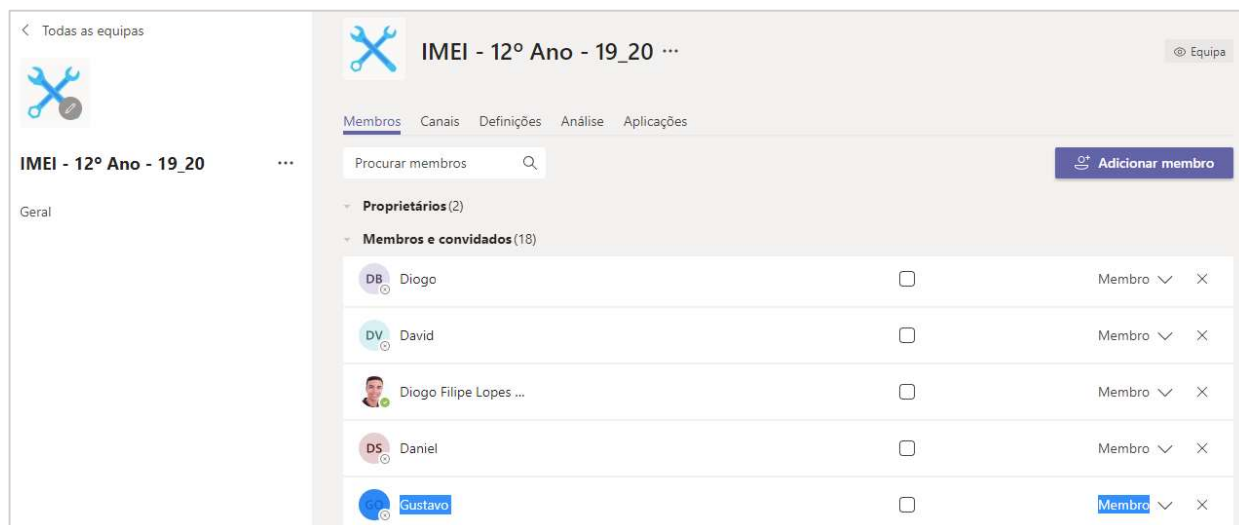 Todas as equipas
IMEI - 12º Ano - 19_20 ...
Geral
IMEI - 12º Ano - 19_20 ...
Equipa
Membros Canais Definições Análise Aplicações
Procurar membros
Adicionar membro
Proprietários (2)
Membros e convidados (18)
DB Diogo Membro
DV David Membro
Diogo Filipe Lopes ... Membro
DS Daniel Membro
GO Gustavo Membro